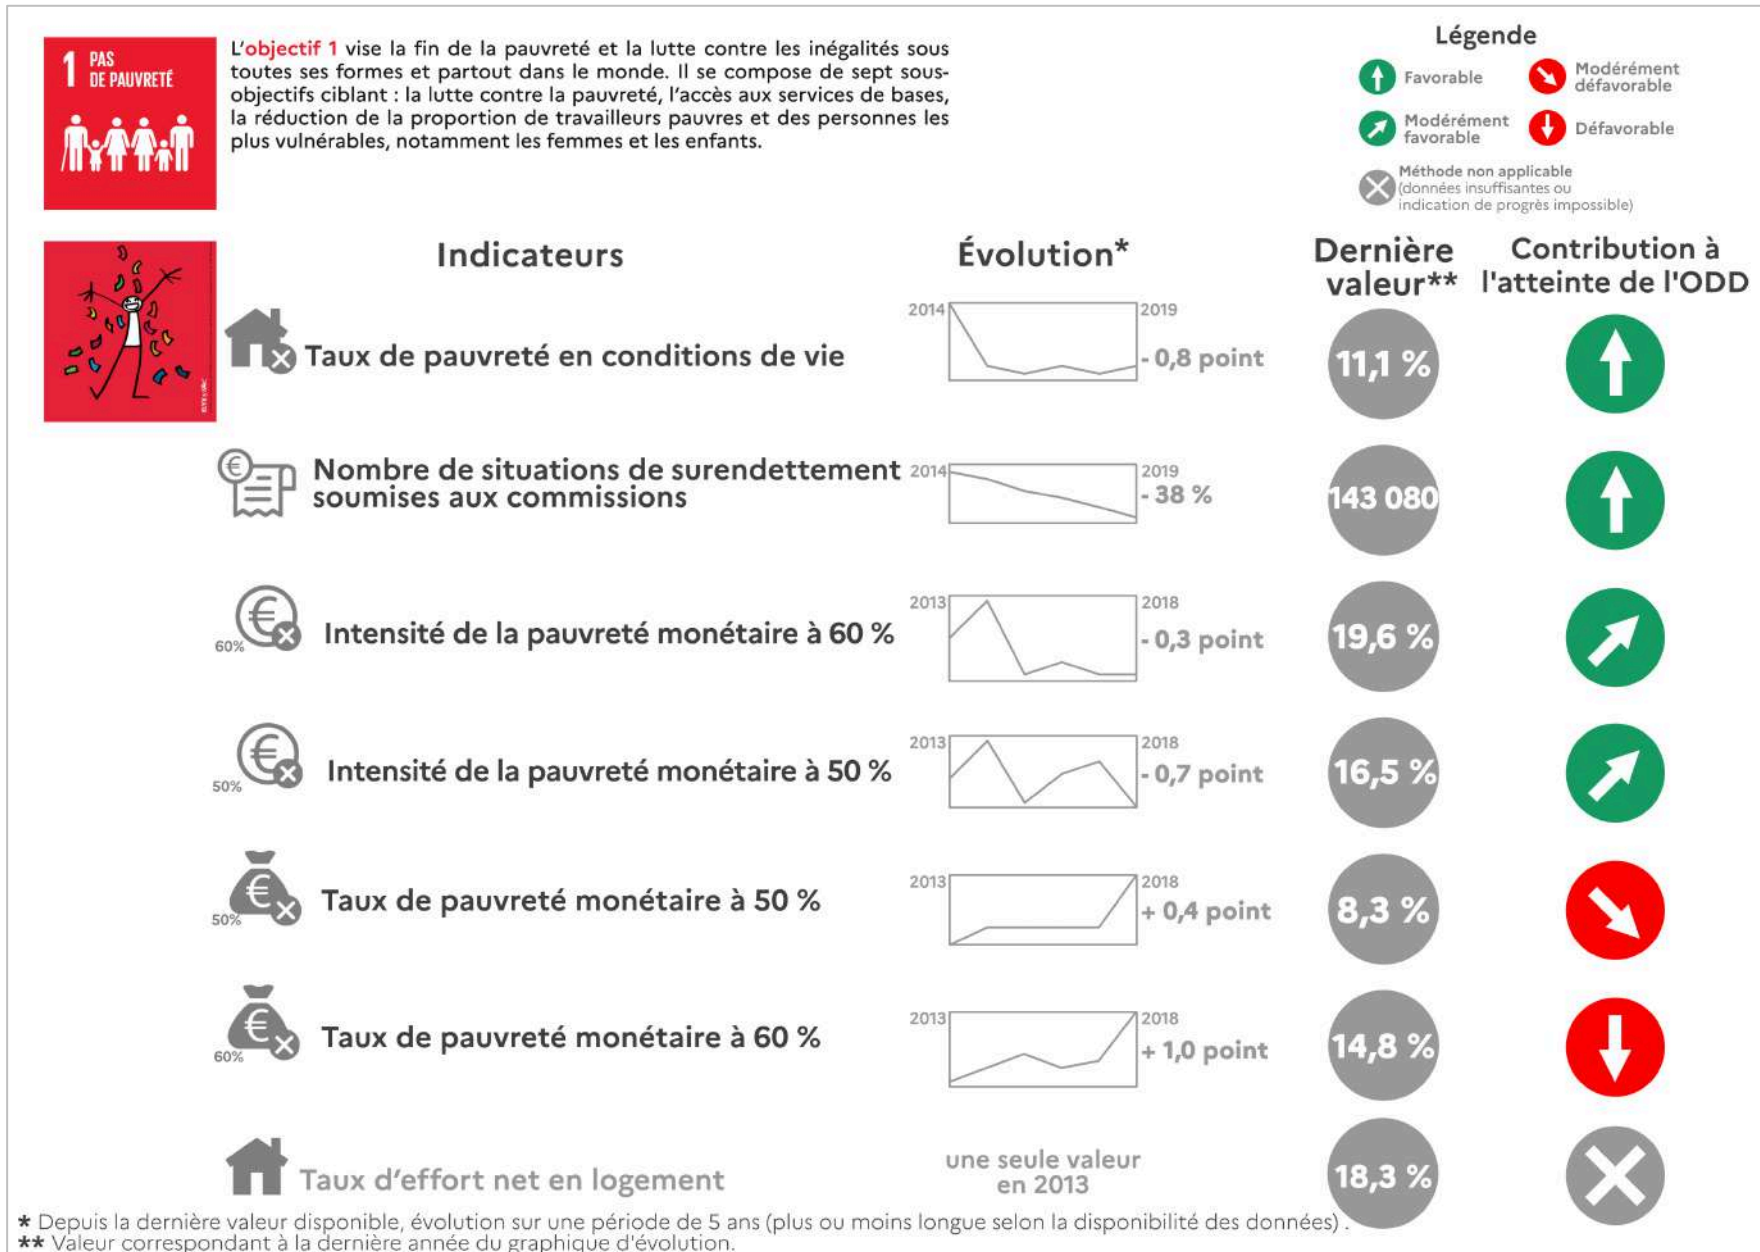 1 PAS
DE PAUVRETÉ
L'objectif 1 vise la fin de la pauvreté et la lutte contre les inégalités sous
toutes ses formes et partout dans le monde. Il se compose de sept sous-
objectifs ciblant : la lutte contre la pauvreté, l'accès aux services de bases,
la réduction de la proportion de travailleurs pauvres et des personnes les
plus vulnérables, notamment les femmes et les enfants.
Légende
Favorable
Modérément
défavorable
Modérément
favorable
Défavorable
Méthode non applicable
(données insuffisantes ou
indication de progrès impossible)
Indicateurs
Évolution*
Dernière
valeur**
Contribution à
l'atteinte de l'ODD
Taux de pauvreté en conditions de vie
2014
2019
- 0,8 point
11,1 %
Nombre de situations de surendettement
soumises aux commissions
2014
2019
- 38 %
143 080
60%
Intensité de la pauvreté monétaire à 60 %
2013
2018
- 0,3 point
19,6 %
50%
Intensité de la pauvreté monétaire à 50 %
2013
2018
- 0,7 point
16,5 %
50%
Taux de pauvreté monétaire à 50 %
2013
2018
+ 0,4 point
8,3 %
60%
Taux de pauvreté monétaire à 60 %
2013
2018
+ 1,0 point
14,8 %
Taux d'effort net en logement
une seule valeur
en 2013
18,3 %
* Depuis la dernière valeur disponible, évolution sur une période de 5 ans (plus ou moins longue selon la disponibilité des données) .
** Valeur correspondant à la dernière année du graphique d'évolution.